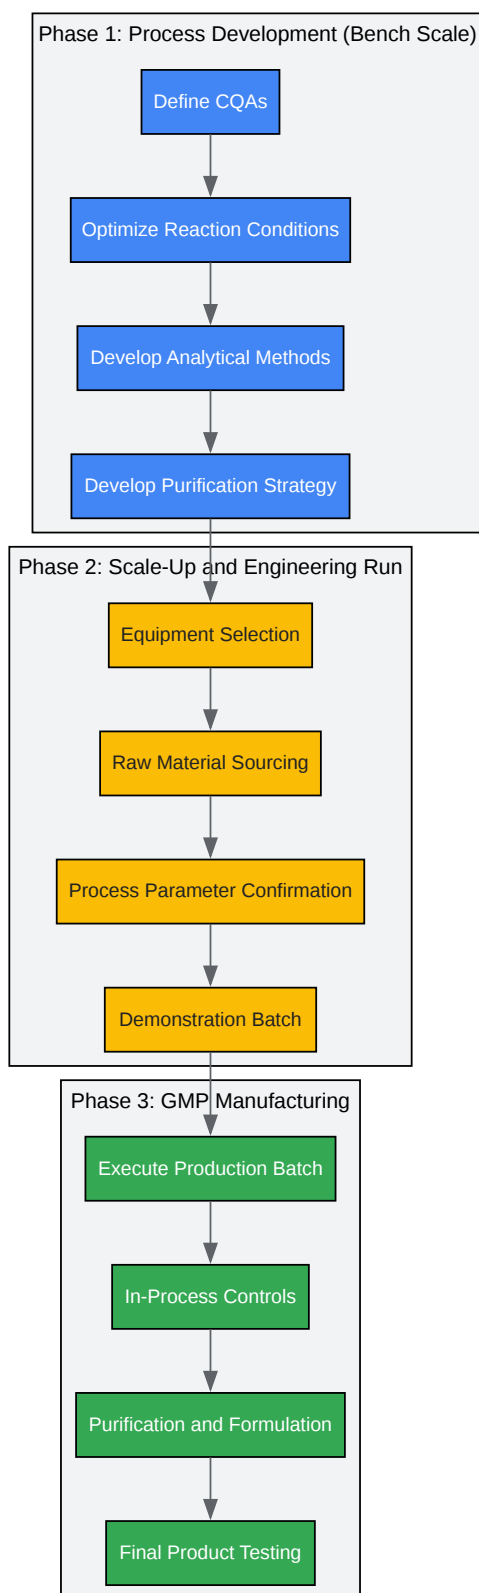 Phase 1: Process Development (Bench Scale)
Define CQAs
Optimize Reaction Conditions
Develop Analytical Methods
Develop Purification Strategy
Phase 2: Scale-Up and Engineering Run
Equipment Selection
Raw Material Sourcing
Process Parameter Confirmation
Demonstration Batch
Phase 3: GMP Manufacturing
Execute Production Batch
In-Process Controls
Purification and Formulation
Final Product Testing